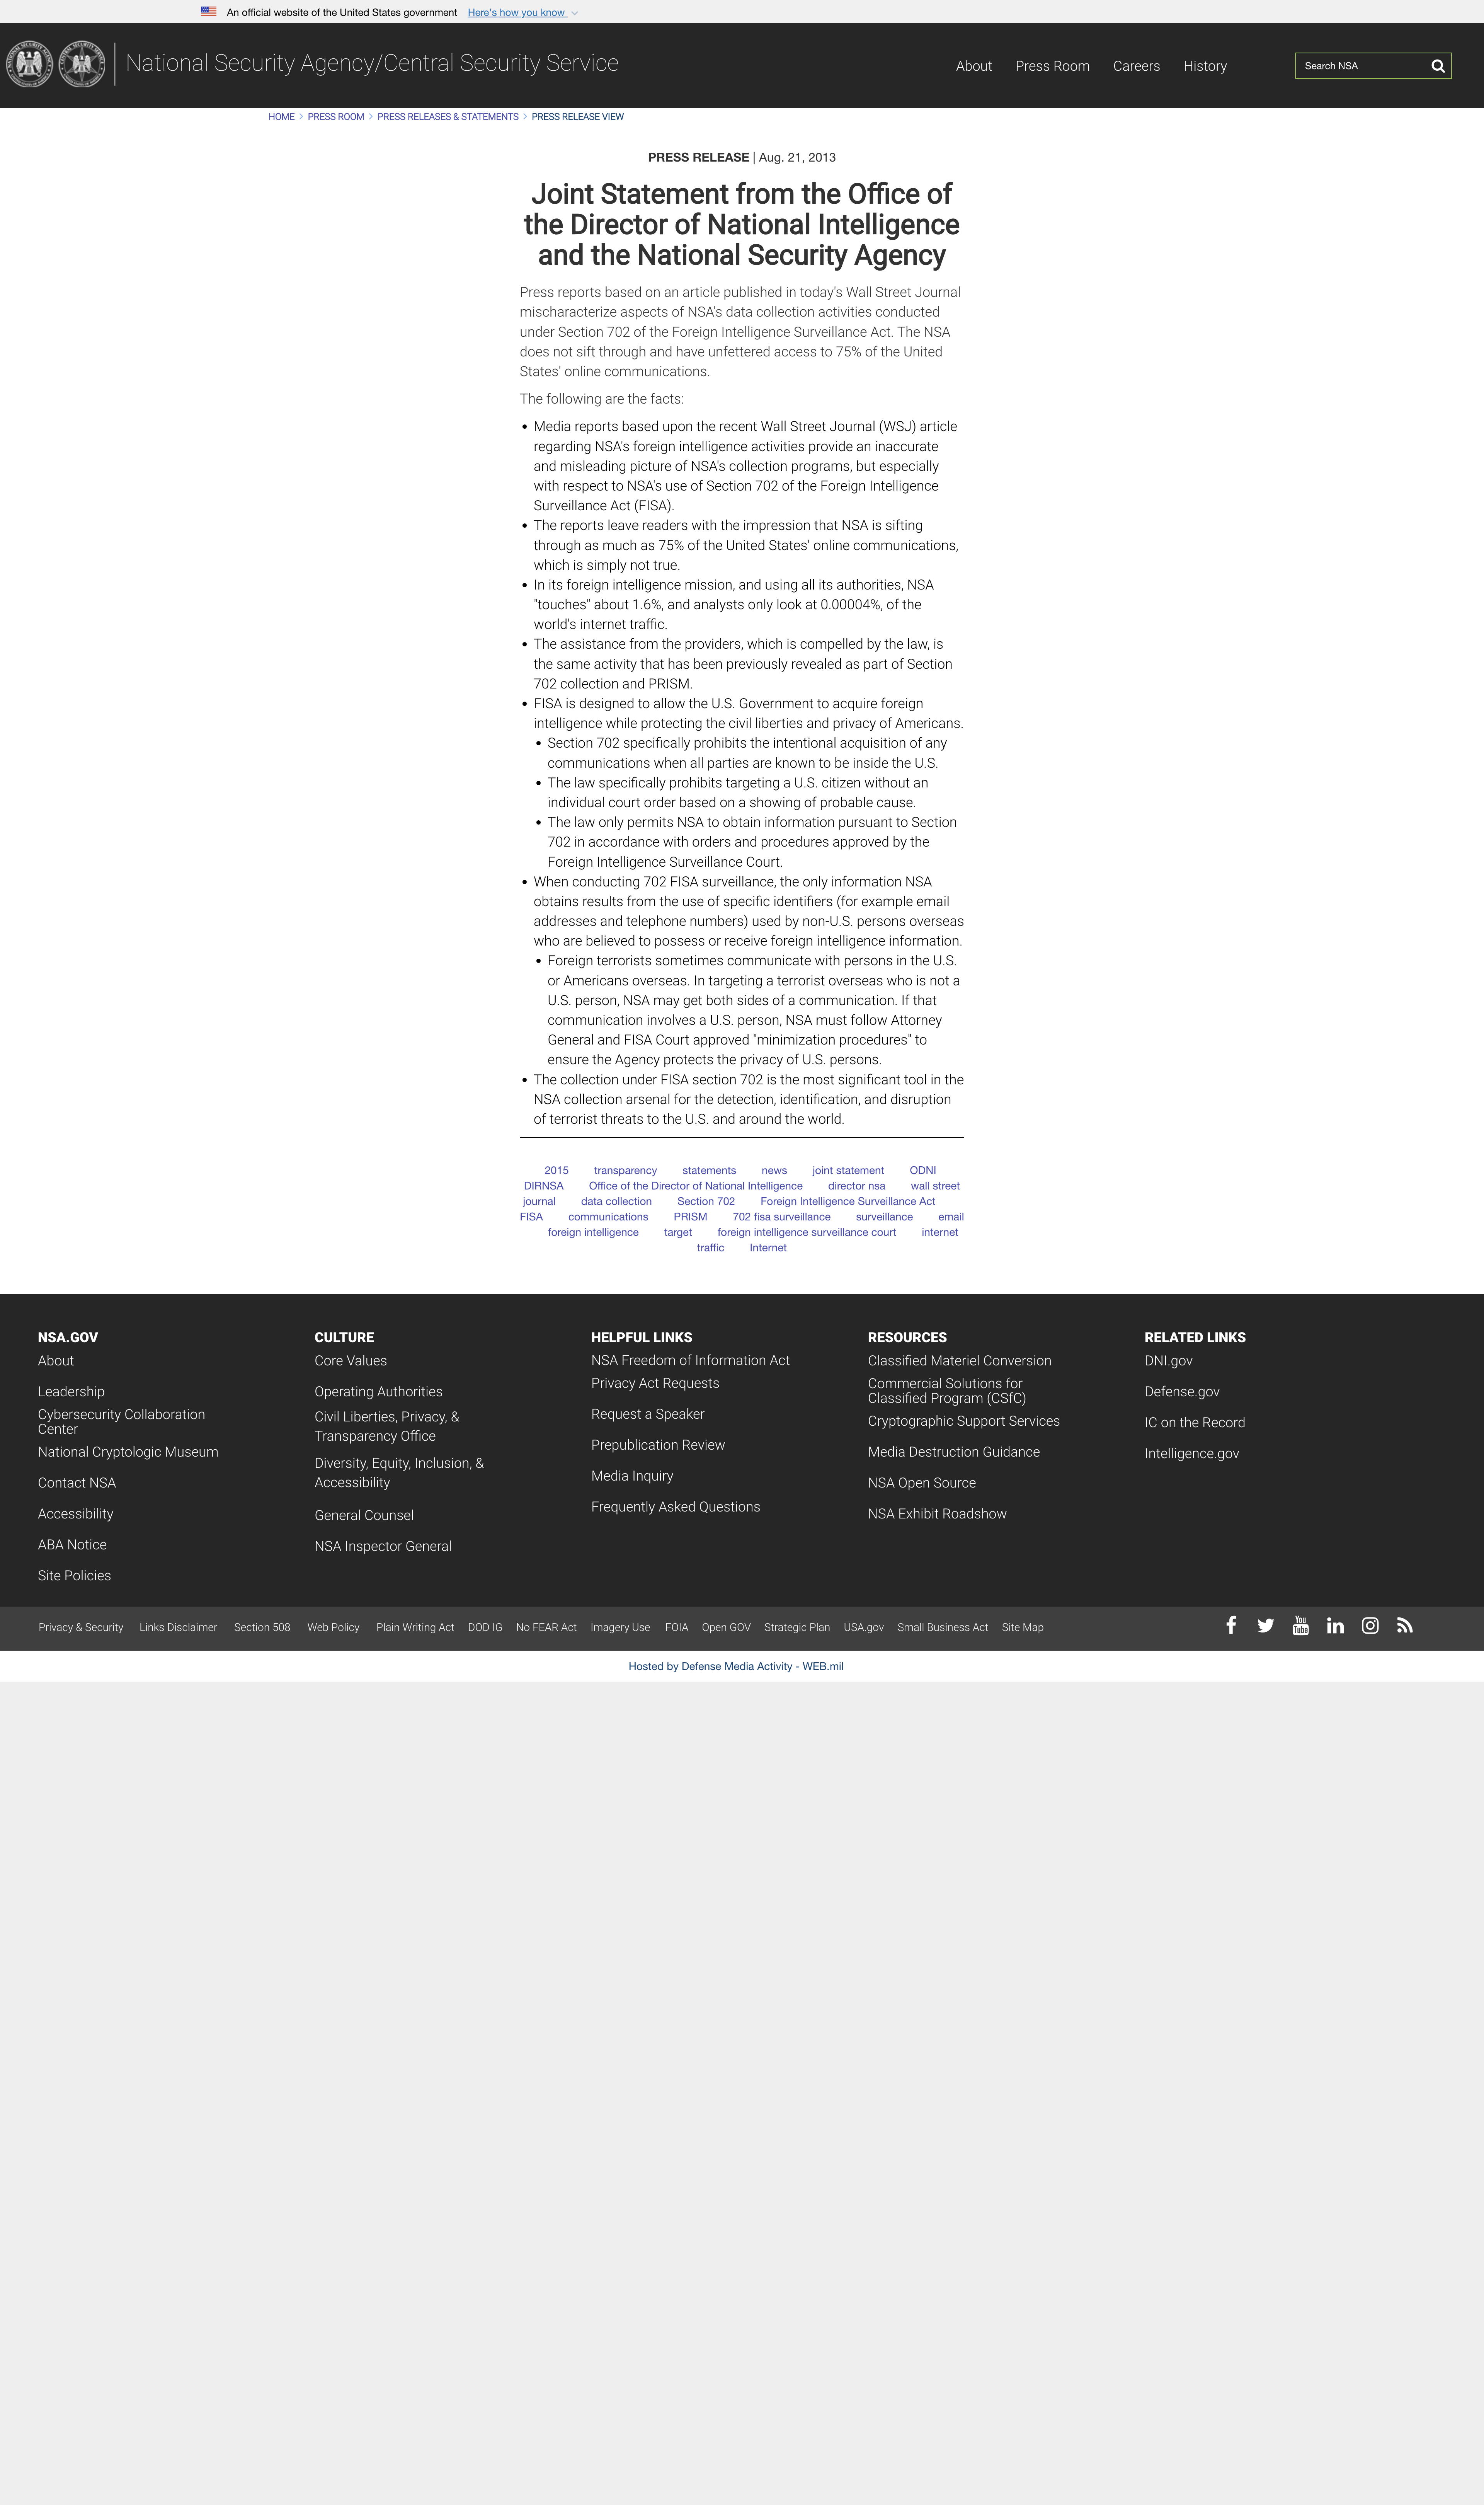 An official website of the United States government Here's how you know
National Security Agency/Central Security Service
About Press Room Careers History
Search NSA
HOME > PRESS ROOM > PRESS RELEASES & STATEMENTS > PRESS RELEASE VIEW
PRESS RELEASE | Aug. 21, 2013
Joint Statement from the Office of
the Director of National Intelligence
and the National Security Agency
Press reports based on an article published in today's Wall Street Journal
mischaracterize aspects of NSA's data collection activities conducted
under Section 702 of the Foreign Intelligence Surveillance Act. The NSA
does not sift through and have unfettered access to 75% of the United
States' online communications.
The following are the facts:
• Media reports based upon the recent Wall Street Journal (WSJ) article
regarding NSA's foreign intelligence activities provide an inaccurate
and misleading picture of NSA's collection programs, but especially
with respect to NSA's use of Section 702 of the Foreign Intelligence
Surveillance Act (FISA).
• The reports leave readers with the impression that NSA is sifting
through as much as 75% of the United States' online communications,
which is simply not true.
• In its foreign intelligence mission, and using all its authorities, NSA
"touches" about 1.6%, and analysts only look at 0.00004%, of the
world's internet traffic.
• The assistance from the providers, which is compelled by the law, is
the same activity that has been previously revealed as part of Section
702 collection and PRISM.
• FISA is designed to allow the U.S. Government to acquire foreign
intelligence while protecting the civil liberties and privacy of Americans.
• Section 702 specifically prohibits the intentional acquisition of any
communications when all parties are known to be inside the U.S.
• The law specifically prohibits targeting a U.S. citizen without an
individual court order based on a showing of probable cause.
• The law only permits NSA to obtain information pursuant to Section
702 in accordance with orders and procedures approved by the
Foreign Intelligence Surveillance Court.
• When conducting 702 FISA surveillance, the only information NSA
obtains results from the use of specific identifiers (for example email
addresses and telephone numbers) used by non-U.S. persons overseas
who are believed to possess or receive foreign intelligence information.
• Foreign terrorists sometimes communicate with persons in the U.S.
or Americans overseas. In targeting a terrorist overseas who is not a
U.S. person, NSA may get both sides of a communication. If that
communication involves a U.S. person, NSA must follow Attorney
General and FISA Court approved "minimization procedures" to
ensure the Agency protects the privacy of U.S. persons.
• The collection under FISA section 702 is the most significant tool in the
NSA collection arsenal for the detection, identification, and disruption
of terrorist threats to the U.S. and around the world.
2015 transparency statements news joint statement ODNI
DIRNSA Office of the Director of National Intelligence director nsa wall street
journal data collection Section 702 Foreign Intelligence Surveillance Act
FISA communications PRISM 702 fisa surveillance surveillance email
foreign intelligence target foreign intelligence surveillance court internet
traffic Internet
NSA.GOV
About
Leadership
Cybersecurity Collaboration
Center
National Cryptologic Museum
Contact NSA
Accessibility
ABA Notice
Site Policies
CULTURE
Core Values
Operating Authorities
Civil Liberties, Privacy, &
Transparency Office
Diversity, Equity, Inclusion, &
Accessibility
General Counsel
NSA Inspector General
HELPFUL LINKS
NSA Freedom of Information Act
Privacy Act Requests
Request a Speaker
Prepublication Review
Media Inquiry
Frequently Asked Questions
RESOURCES
Classified Materiel Conversion
Commercial Solutions for
Classified Program (CSfC)
Cryptographic Support Services
Media Destruction Guidance
NSA Open Source
NSA Exhibit Roadshow
RELATED LINKS
DNI.gov
Defense.gov
IC on the Record
Intelligence.gov
Privacy & Security Links Disclaimer Section 508 Web Policy Plain Writing Act DOD IG No FEAR Act Imagery Use FOIA Open GOV Strategic Plan USA.gov Small Business Act Site Map
You
Tube
Hosted by Defense Media Activity - WEB.mil